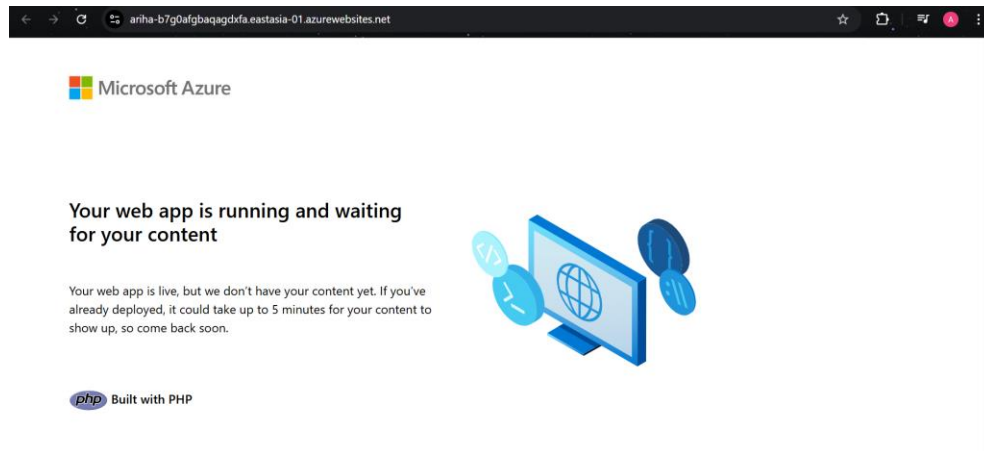 ariha-b7g0afgbaqagdxfa.eastasia-01.azurewebsites.net
A
Microsoft Azure
Your web app is running and waiting
for your content
Your web app is live, but we don't have your content yet. If you've
already deployed, it could take up to 5 minutes for your content to
show up, so come back soon.
php Built with PHP